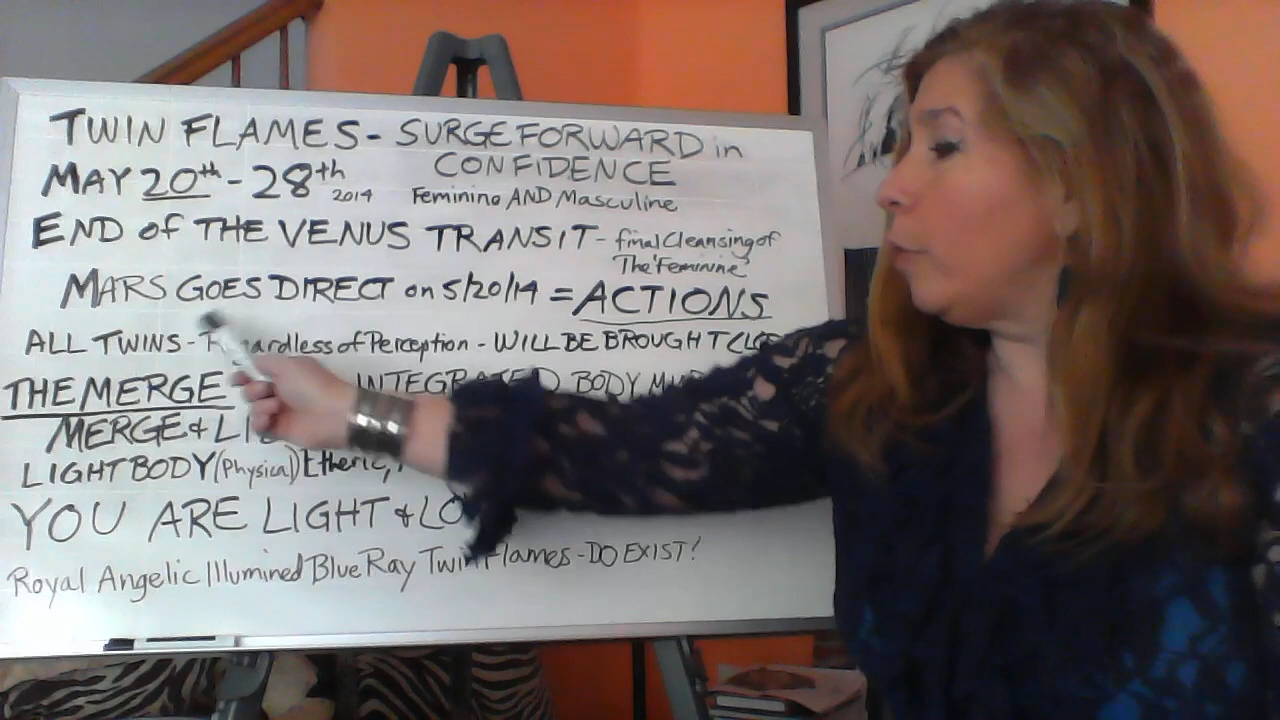 TWIN FLAMES - SURGE FORWARD in
CONFIDENCE
MAY 20th - 28th 2014
Feminino AND Masculine
END of THE VENUS TRANSIT - final Cleansing of
The 'Feminine'
MARS GOES DIRECT on 5/20/14 = ACTIONS
ALL TWINS - Regardless of Perception - WILL BE BROUGHT
THE MERGE INTEGRATED BODY
MERGE &
LIGHT BODY (Physical) Etheric,
YOU ARE LIGHT &
Royal Angelic Illumined Blue Ray Twin Flames - DO EXIST!